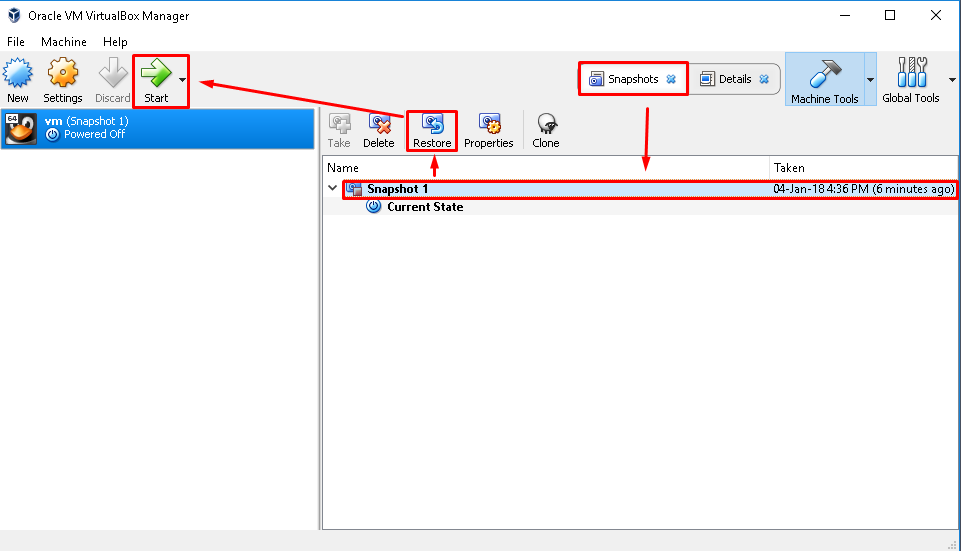 Oracle VM VirtualBox Manager
File Machine Help
New Settings Discard Start
Snapshots Details
Machine Tools Global Tools
64
vm (Snapshot 1)
Powered Off
Take Delete Restore Properties Clone
Name Taken
Snapshot 1 04-Jan-18 4:36 PM (6 minutes ago)
Current State